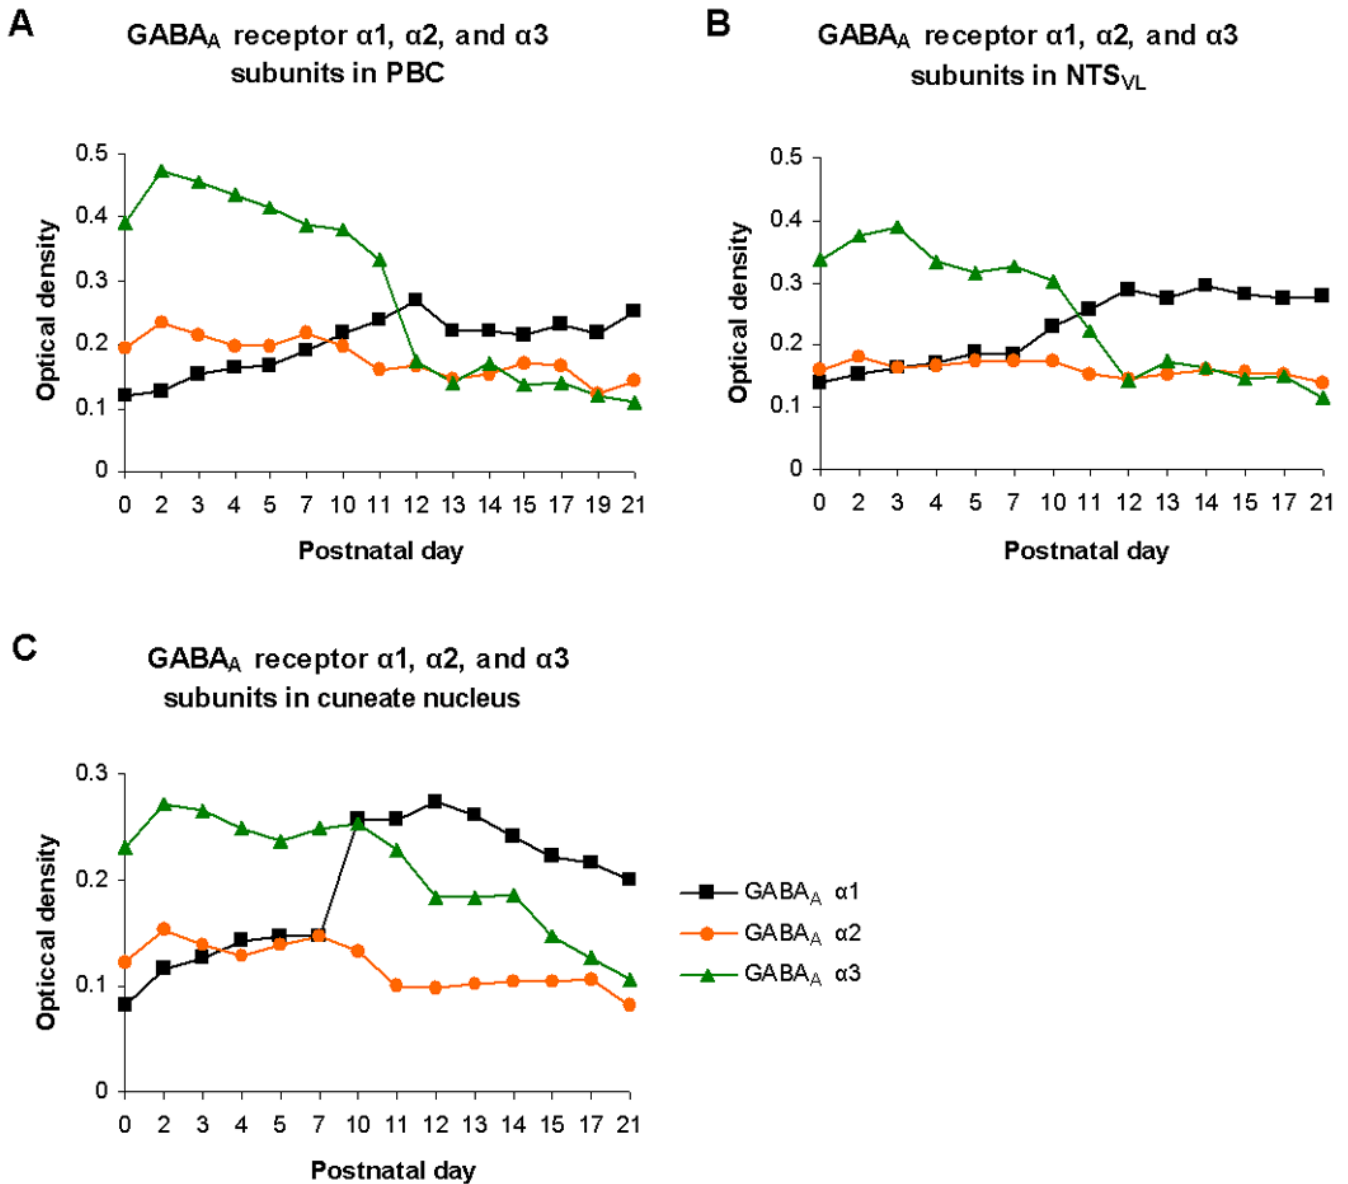 A
GABAA receptor α1, α2, and α3
subunits in PBC
Optical density
0.5
0.4
0.3
0.2
0.1
0
0 2 3 4 5 7 10 11 12 13 14 15 17 19 21
Postnatal day
B
GABAA receptor α1, α2, and α3
subunits in NTSVL
Optical density
0.5
0.4
0.3
0.2
0.1
0
0 2 3 4 5 7 10 11 12 13 14 15 17 21
Postnatal day
C
GABAA receptor α1, α2, and α3
subunits in cuneate nucleus
Opticcal density
0.3
0.2
0.1
0
0 2 3 4 5 7 10 11 12 13 14 15 17 21
Postnatal day
GABAA α1
GABAA α2
GABAA α3